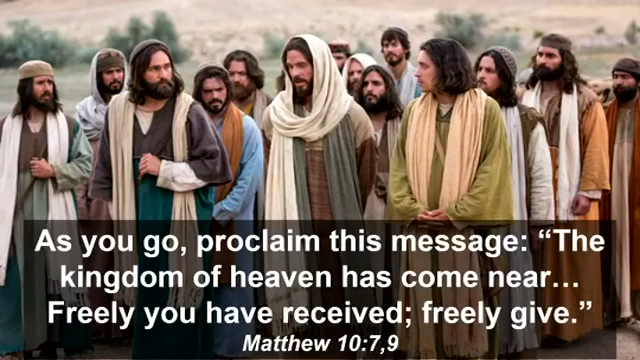 As you go, proclaim this message: “The
kingdom of heaven has come near…
Freely you have received; freely give.”
Matthew 10:7,9